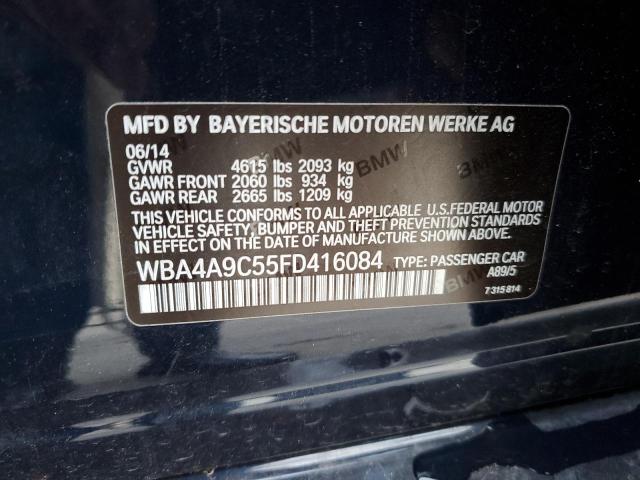 MFD BY BAYERISCHE MOTOREN WERKE AG
06/14
GVWR 4615 lbs 2093 kg
GAWR FRONT 2060 lbs 934 kg
GAWR REAR 2665 lbs 1209 kg
THIS VEHICLE CONFORMS TO ALL APPLICABLE U.S.FEDERAL MOTOR
VEHICLE SAFETY, BUMPER AND THEFT PREVENTION STANDARDS
IN EFFECT ON THE DATE OF MANUFACTURE SHOWN ABOVE.
WBA4A9C55FD416084 TYPE: PASSENGER CAR
A89/5
7 315 814
BMW
BMW
BMW
BMW
BMW